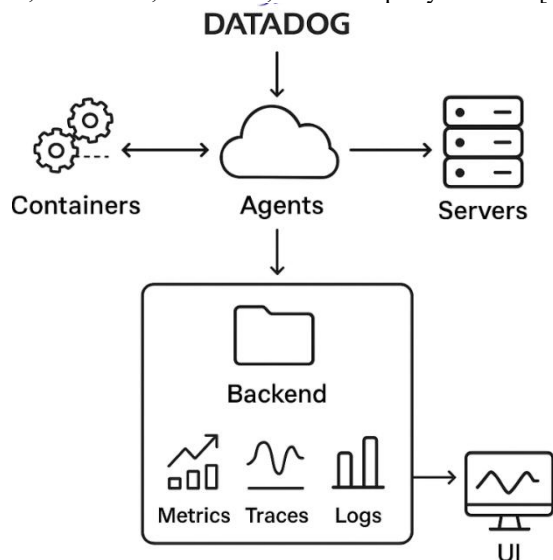 DATADOG
Containers
Agents
Servers
Backend
Metrics Traces Logs
UI